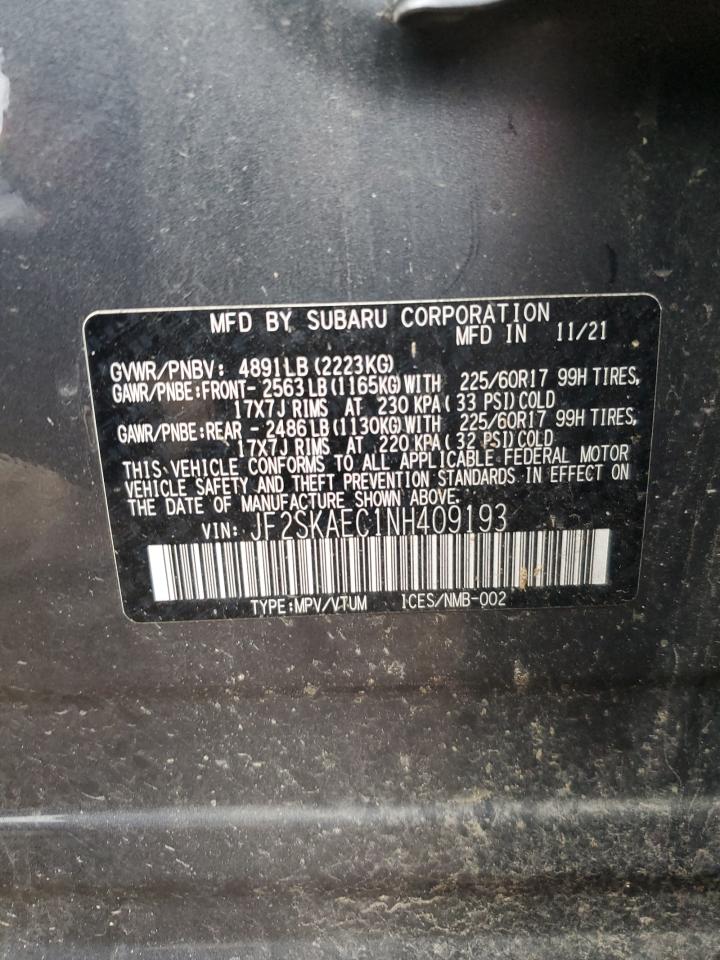 MFD BY SUBARU CORPORATION
MFD IN 11/21
GVWR/PNBV: 4891LB (2223KG)
GAWR/PNBE:FRONT- 2563LB (1165KG) WITH 225/60R17 99H TIRES,
17X7J RIMS AT 230 KPA( 33 PSI) COLD
GAWR/PNBE:REAR - 2486LB (1130KG) WITH 225/60R17 99H TIRES,
17X7J RIMS AT 220 KPA( 32 PSI) COLD
THIS VEHICLE CONFORMS TO ALL APPLICABLE FEDERAL MOTOR
VEHICLE SAFETY AND THEFT PREVENTION STANDARDS IN EFFECT ON
THE DATE OF MANUFACTURE SHOWN ABOVE.
VIN: JF2SKAEC1NH409193
TYPE:MPV/VTUM ICES/NMB-002